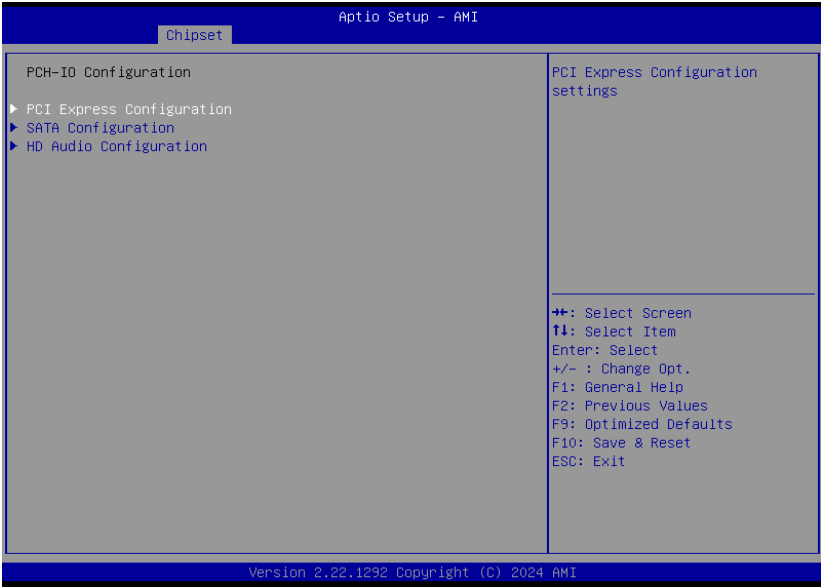 Aptio Setup – AMI
Chipset
PCH-IO Configuration
▶ PCI Express Configuration
▶ SATA Configuration
▶ HD Audio Configuration
PCI Express Configuration
settings
→←: Select Screen
↑↓: Select Item
Enter: Select
+/- : Change Opt.
F1: General Help
F2: Previous Values
F9: Optimized Defaults
F10: Save & Reset
ESC: Exit
Version 2.22.1292 Copyright (C) 2024 AMI